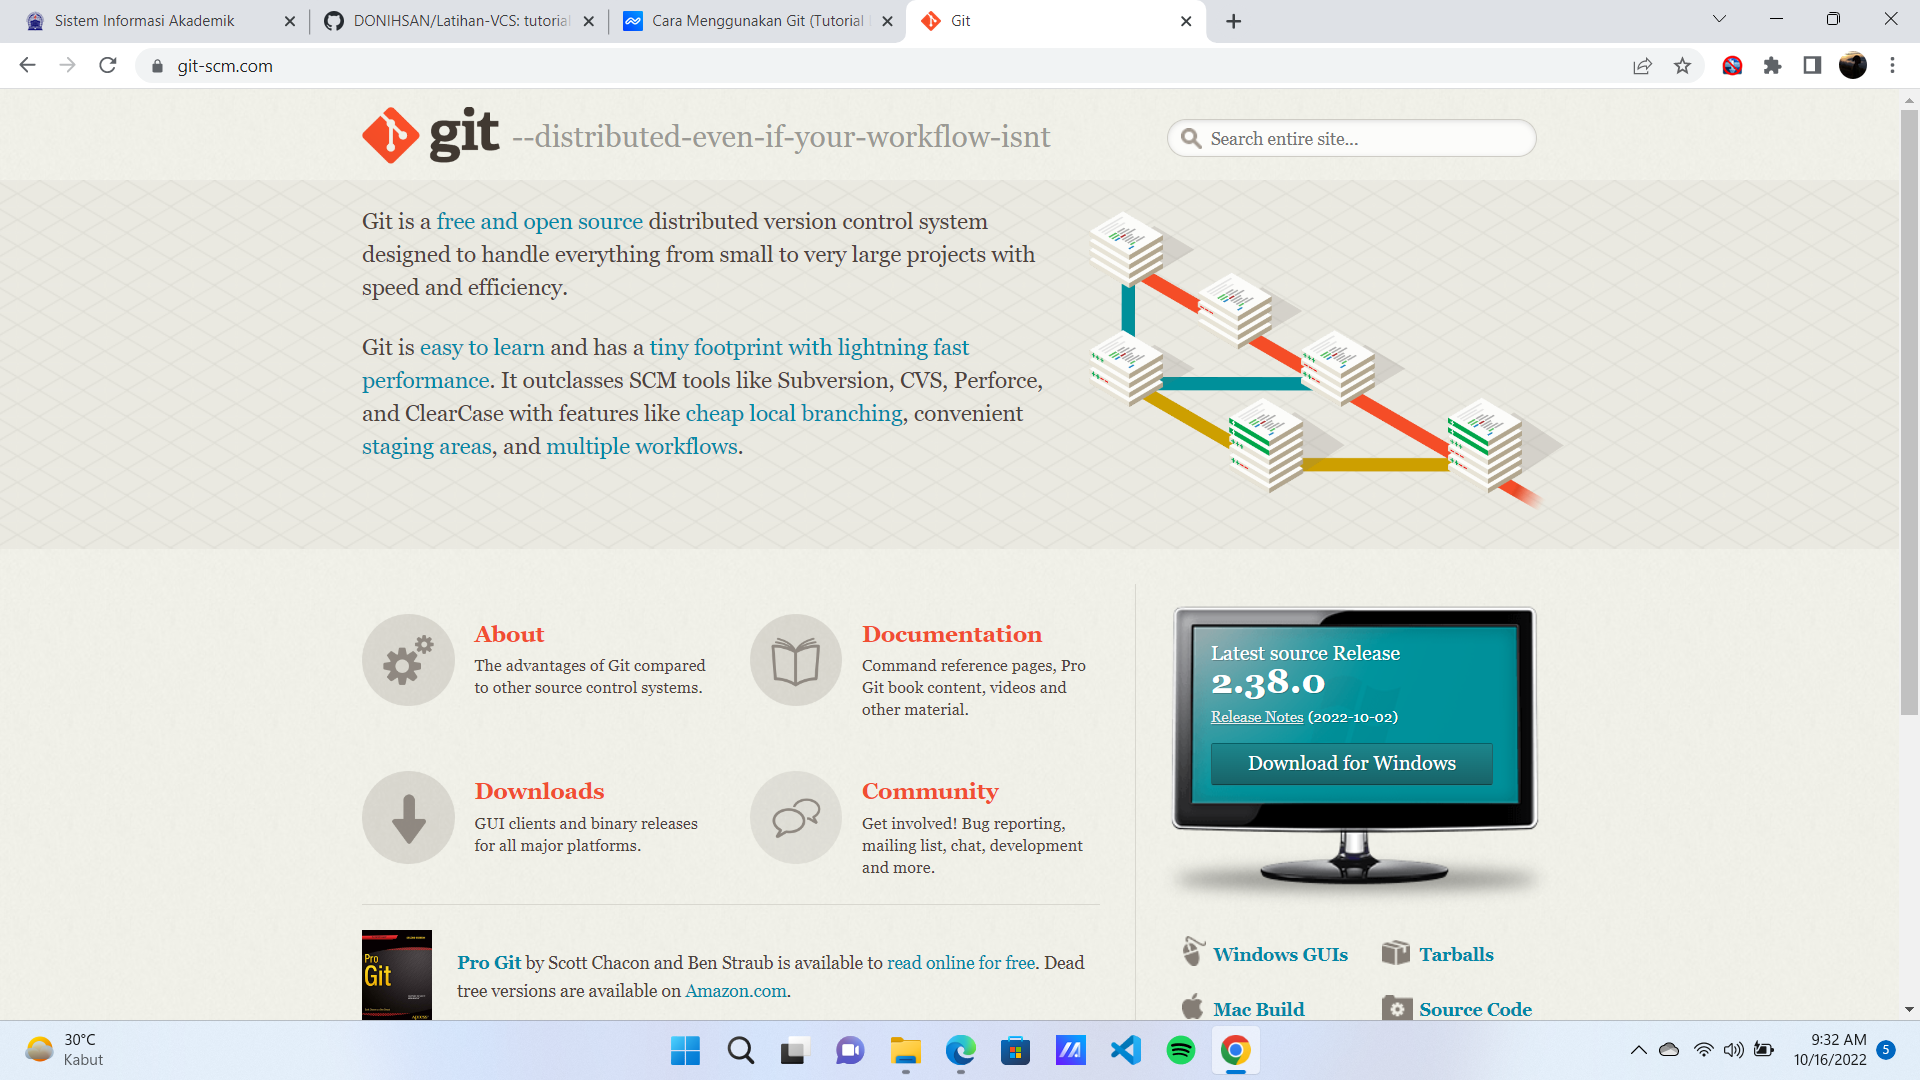 Sistem Informasi Akademik
DONIHSAN/Latihan-VCS: tutorial
Cara Menggunakan Git (Tutorial
Git
git-scm.com
git --distributed-even-if-your-workflow-isnt
Search entire site...
Git is a free and open source distributed version control system
designed to handle everything from small to very large projects with
speed and efficiency.
Git is easy to learn and has a tiny footprint with lightning fast
performance. It outclasses SCM tools like Subversion, CVS, Perforce,
and ClearCase with features like cheap local branching, convenient
staging areas, and multiple workflows.
About
The advantages of Git compared
to other source control systems.
Documentation
Command reference pages, Pro
Git book content, videos and
other material.
Downloads
GUI clients and binary releases
for all major platforms.
Community
Get involved! Bug reporting,
mailing list, chat, development
and more.
Pro
Git
Pro Git by Scott Chacon and Ben Straub is available to read online for free. Dead
tree versions are available on Amazon.com.
Latest source Release
2.38.0
Release Notes (2022-10-02)
Download for Windows
Windows GUIs
Tarballs
Mac Build
Source Code
30°C
Kabut
9:32 AM
10/16/2022
5